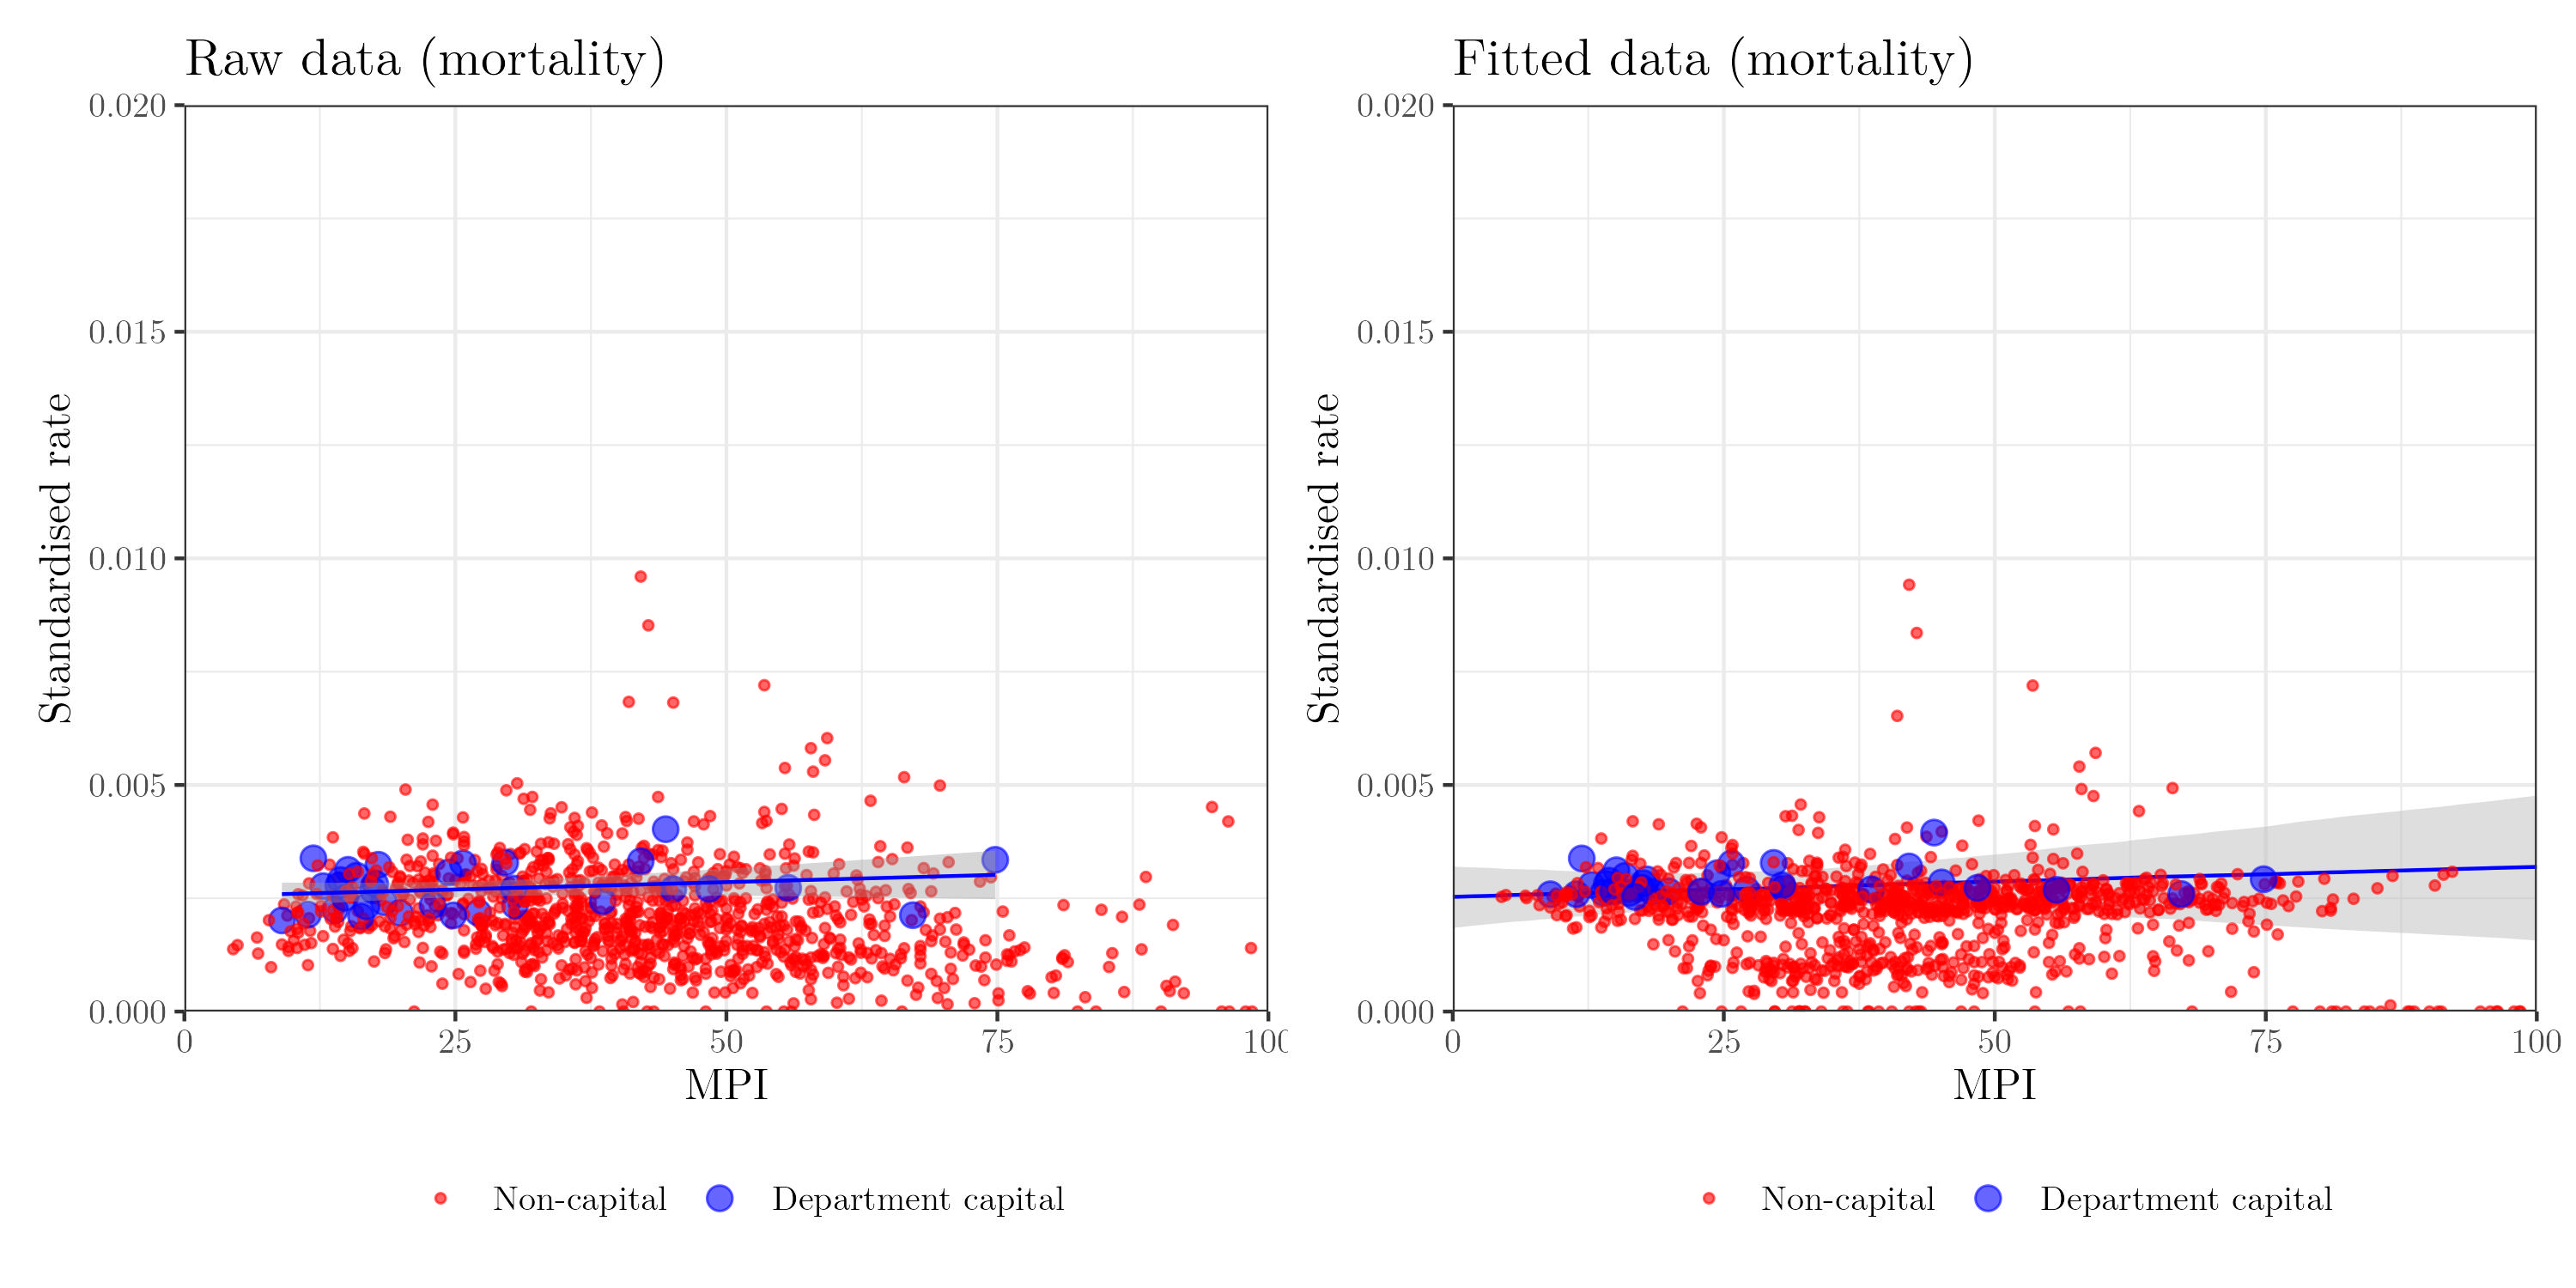 Raw data (mortality)
0.020
0.015
0.010
0.005
0.000
Standardised rate
0 25 50 75 100
MPI
Non-capital Department capital
Fitted data (mortality)
0.020
0.015
0.010
0.005
0.000
Standardised rate
0 25 50 75 100
MPI
Non-capital Department capital